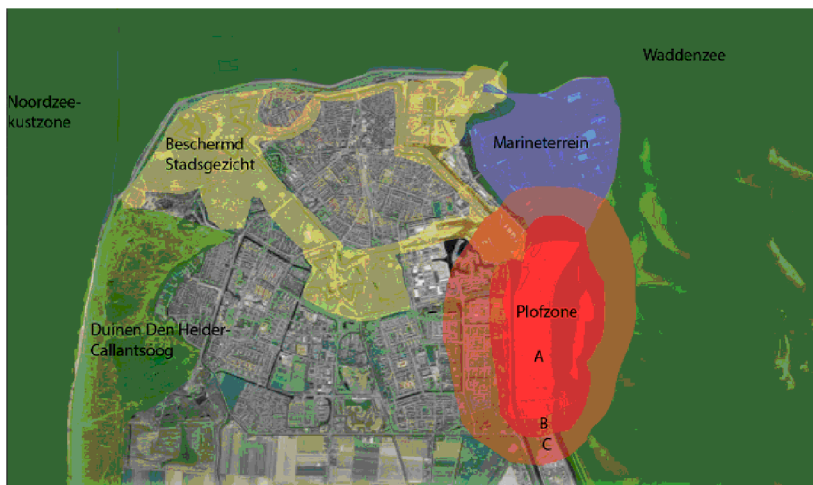 Waddenzee
Noordzee-
kustzone
Beschermd
Stadsgezicht
Marineterrein
Plofzone
Duinen Den Helder-
Callantsoog
A
B
C